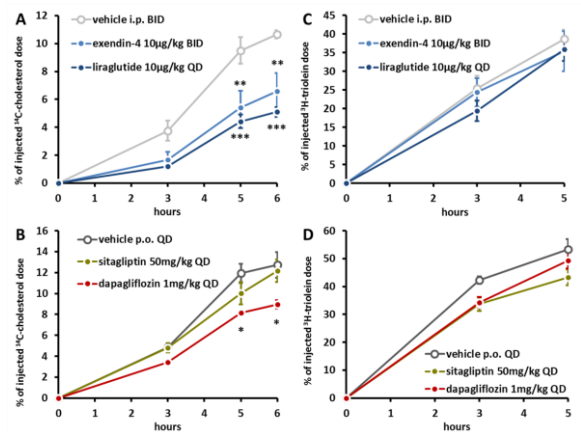 A
vehicle i.p. BID
exendin-4 10µg/kg BID
liraglutide 10µg/kg QD
% of injected ¹⁴C-cholesterol dose
12
10
8
6
4
2
0
**
**
***
***
0 1 2 3 4 5 6
hours
C
vehicle i.p. BID
exendin-4 10µg/kg BID
liraglutide 10µg/kg QD
% of injected ³H-triolein dose
45
40
35
30
25
20
15
10
5
0
0 1 2 3 4 5
hours
B
vehicle p.o. QD
sitagliptin 50mg/kg QD
dapagliflozin 1mg/kg QD
% of injected ¹⁴C-cholesterol dose
16
14
12
10
8
6
4
2
0
*
*
0 1 2 3 4 5 6
hours
D
% of injected ³H-triolein dose
60
50
40
30
20
10
0
vehicle p.o. QD
sitagliptin 50mg/kg QD
dapagliflozin 1mg/kg QD
0 1 2 3 4 5
hours